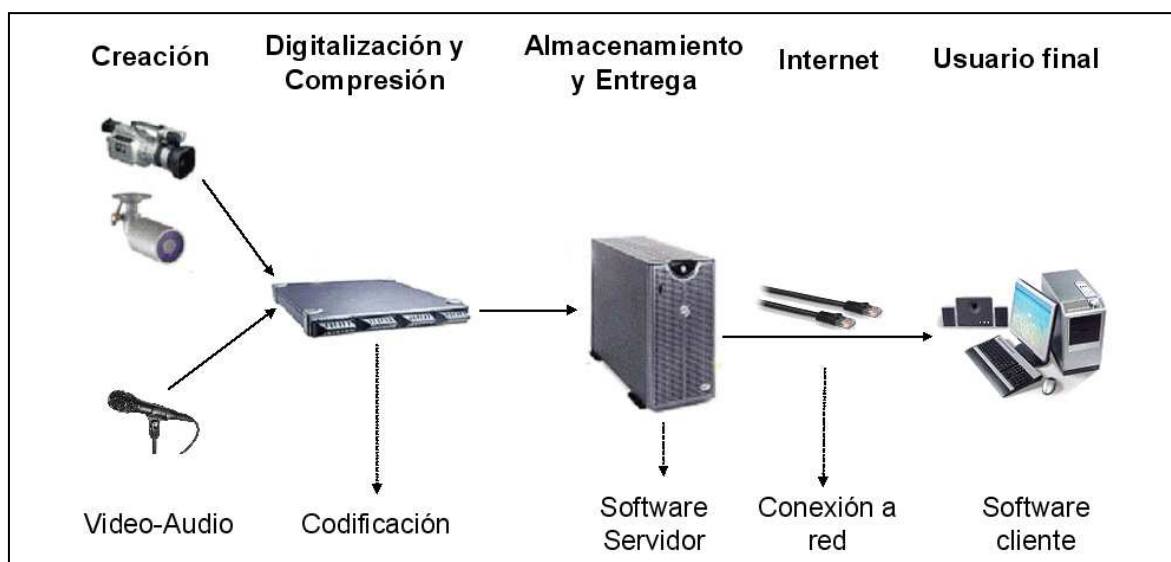 Creación
Digitalización y
Compresión
Almacenamiento
y Entrega
Internet
Usuario final
Video-Audio
Codificación
Software
Servidor
Conexión a
red
Software
cliente